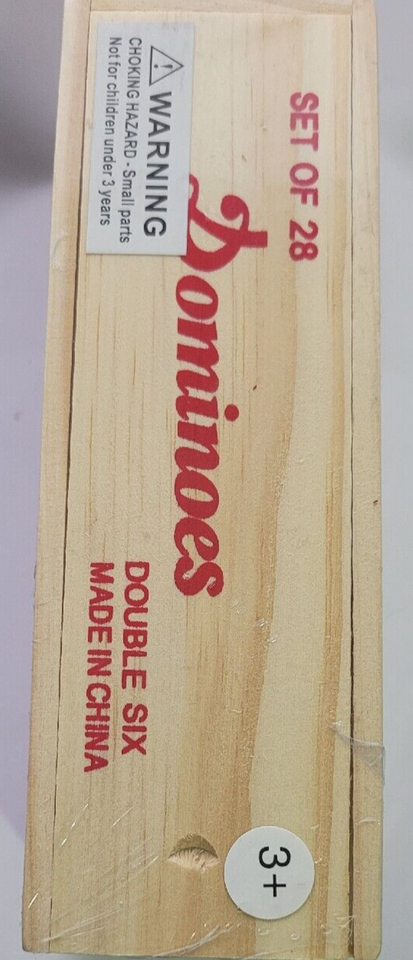 SET OF 28
Dominoes
WARNING
CHOKING HAZARD - Small parts
Not for children under 3 years
DOUBLE SIX
MADE IN CHINA
3+